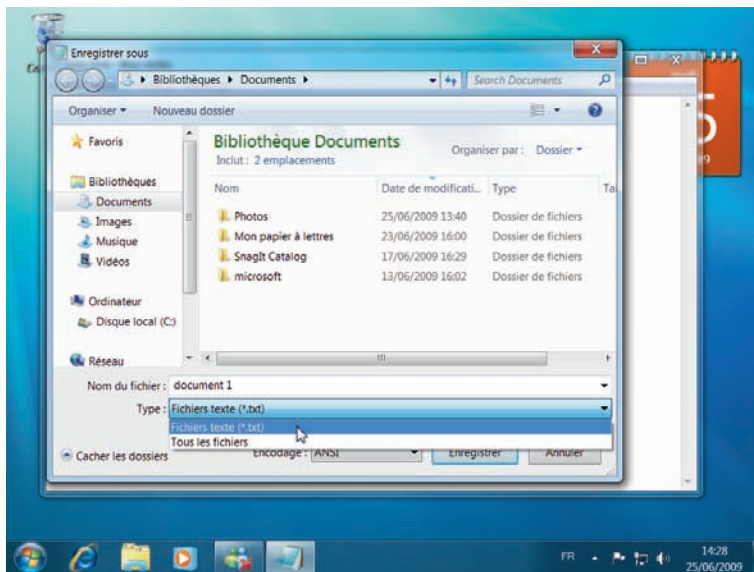 Enregistrer sous
Bibliothèques Documents
Search Documents
Organiser Nouveau dossier
Favoris
Bibliothèques
Documents
Images
Musique
Vidéos
Ordinateur
Disque local (C:)
Réseau
Bibliothèque Documents
Inclut : 2 emplacements
Organiser par : Dossier
Nom Date de modificati... Type
Photos 25/06/2009 13:40 Dossier de fichiers
Mon papier à lettres 23/06/2009 16:00 Dossier de fichiers
SnagIt Catalog 17/06/2009 16:29 Dossier de fichiers
microsoft 13/06/2009 16:02 Dossier de fichiers
Nom du fichier : document 1
Type : Fichiers texte (*.txt)
Fichiers texte (*.txt)
Tous les fichiers
Cacher les dossiers Encodage : ANSI Enregistrer Annuler
FR 14:28
25/06/2009